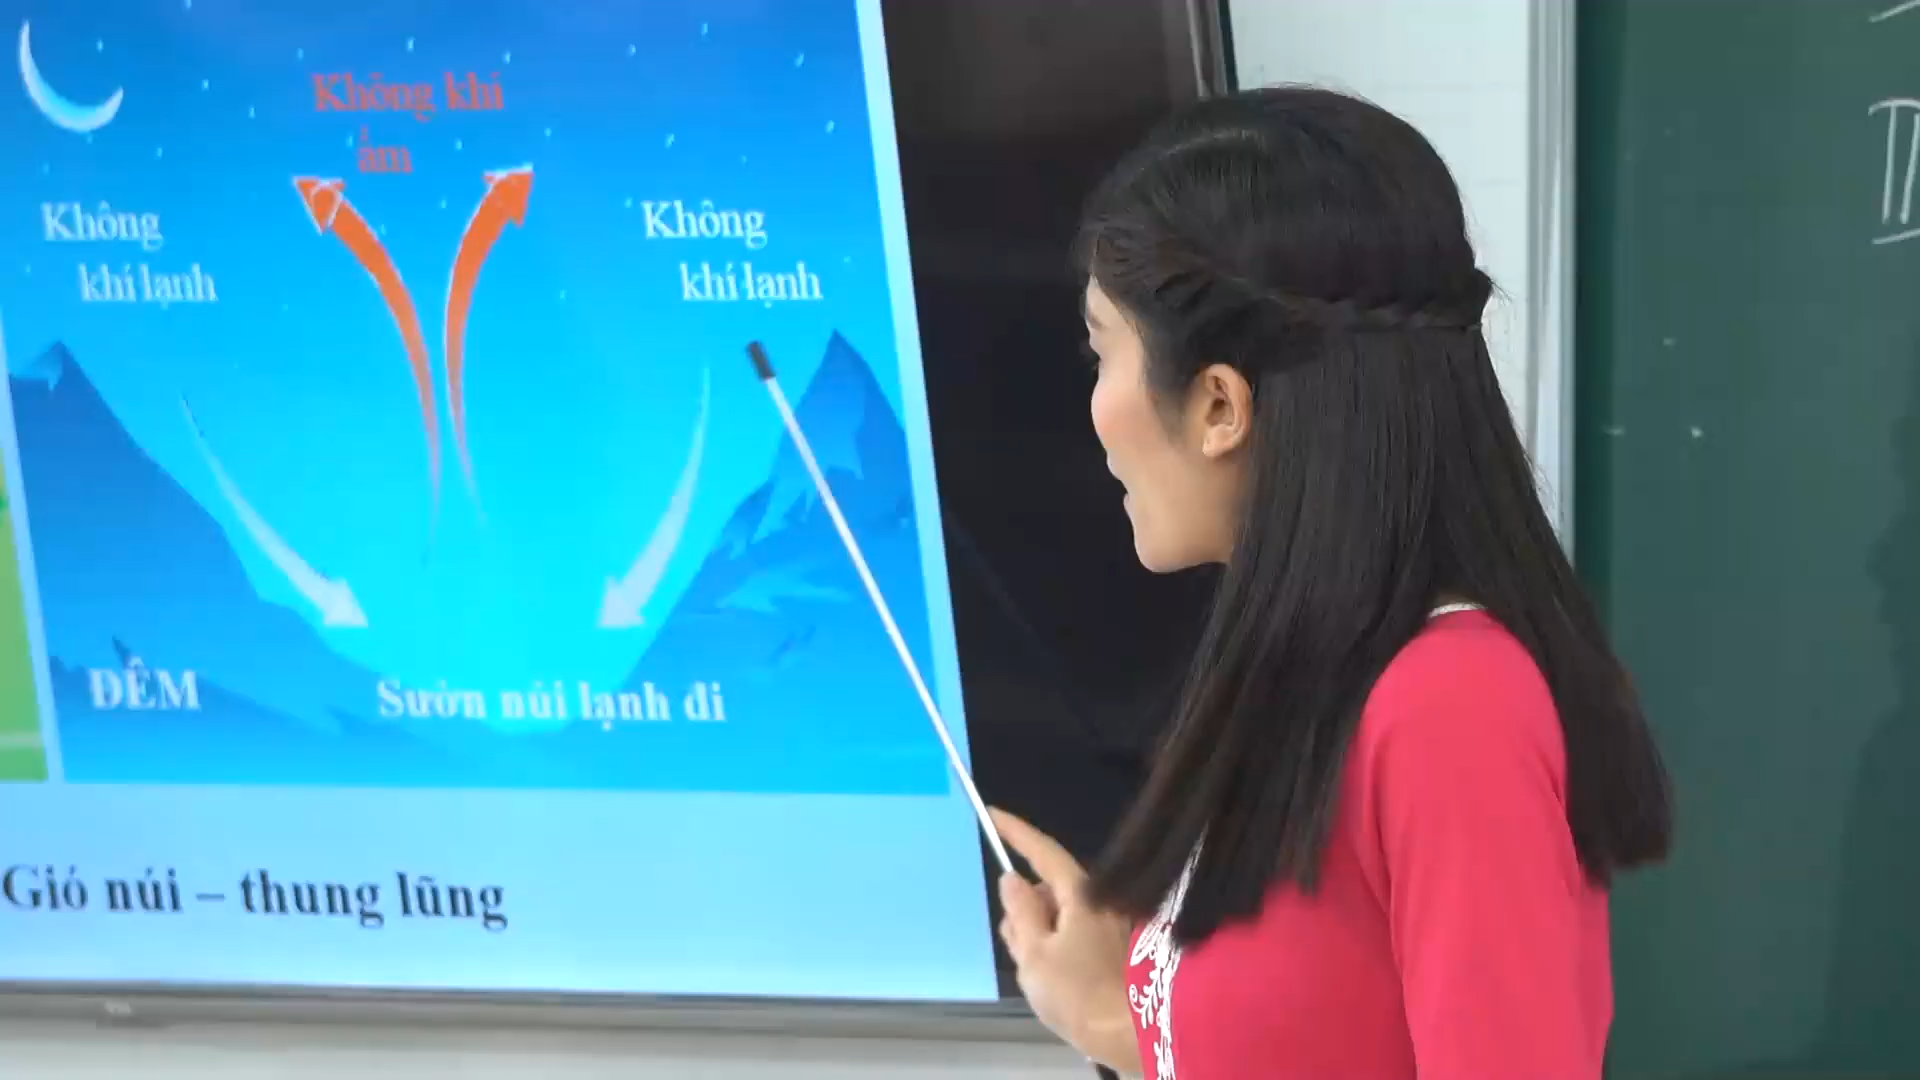 Không khí
ấm
Không
khí lạnh
Không
khí lạnh
ĐÊM
Sườn núi lạnh đi
Gió núi – thung lũng